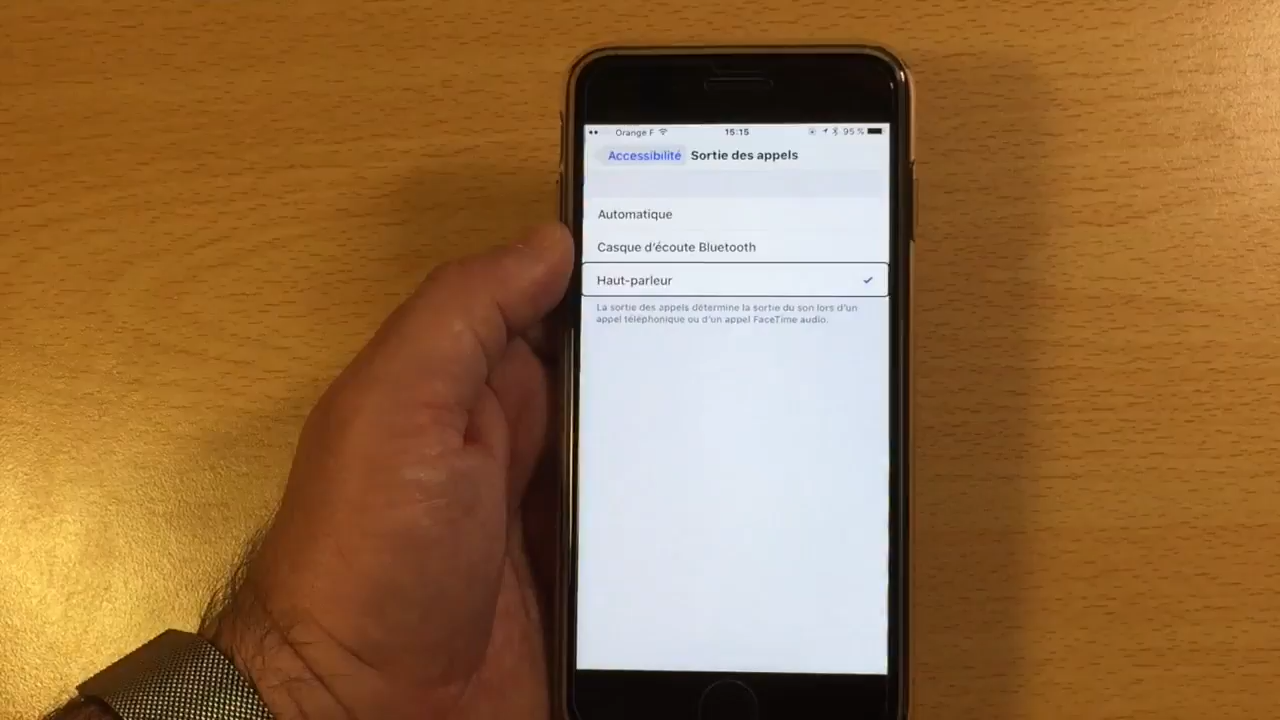 Orange F 15:15 95 %
Accessibilité Sortie des appels
Automatique
Casque d'écoute Bluetooth
Haut-parleur
La sortie des appels détermine la sortie du son lors d'un
appel téléphonique ou d'un appel FaceTime audio.